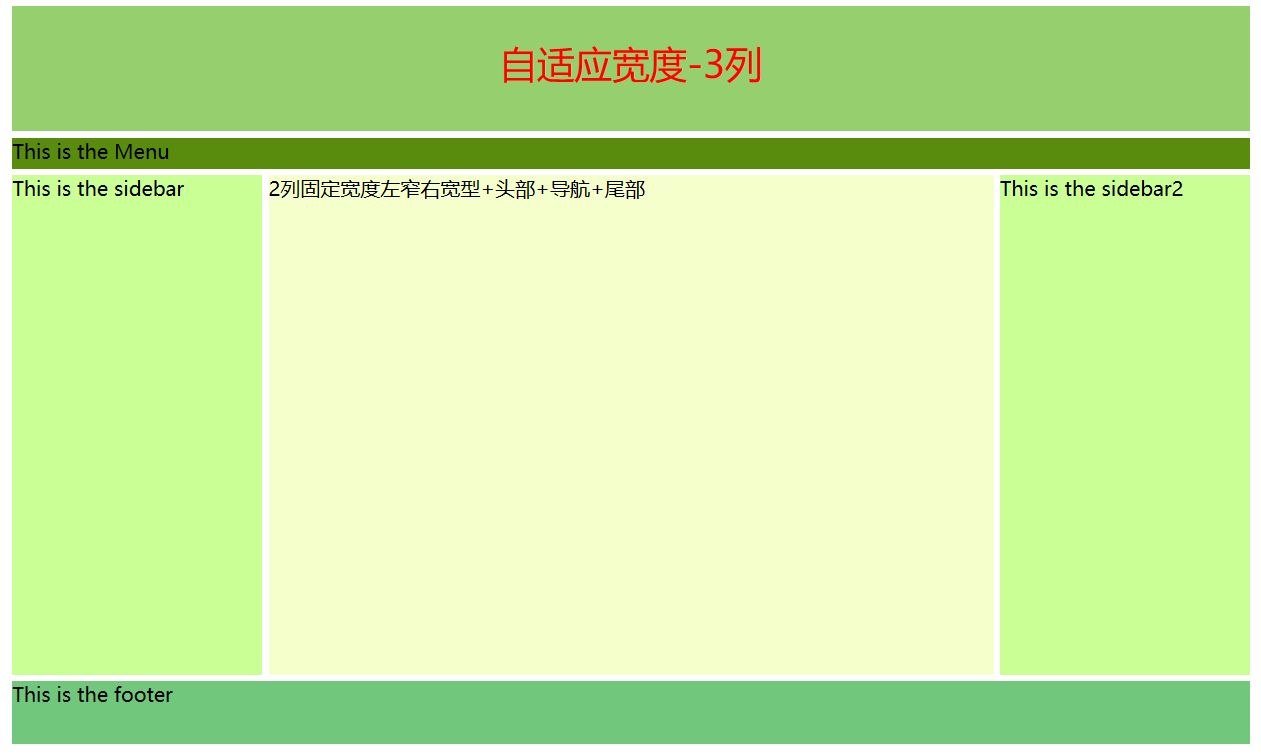 自适应宽度-3列
This is the Menu
This is the sidebar
2列固定宽度左窄右宽型+头部+导航+尾部
This is the sidebar2
This is the footer